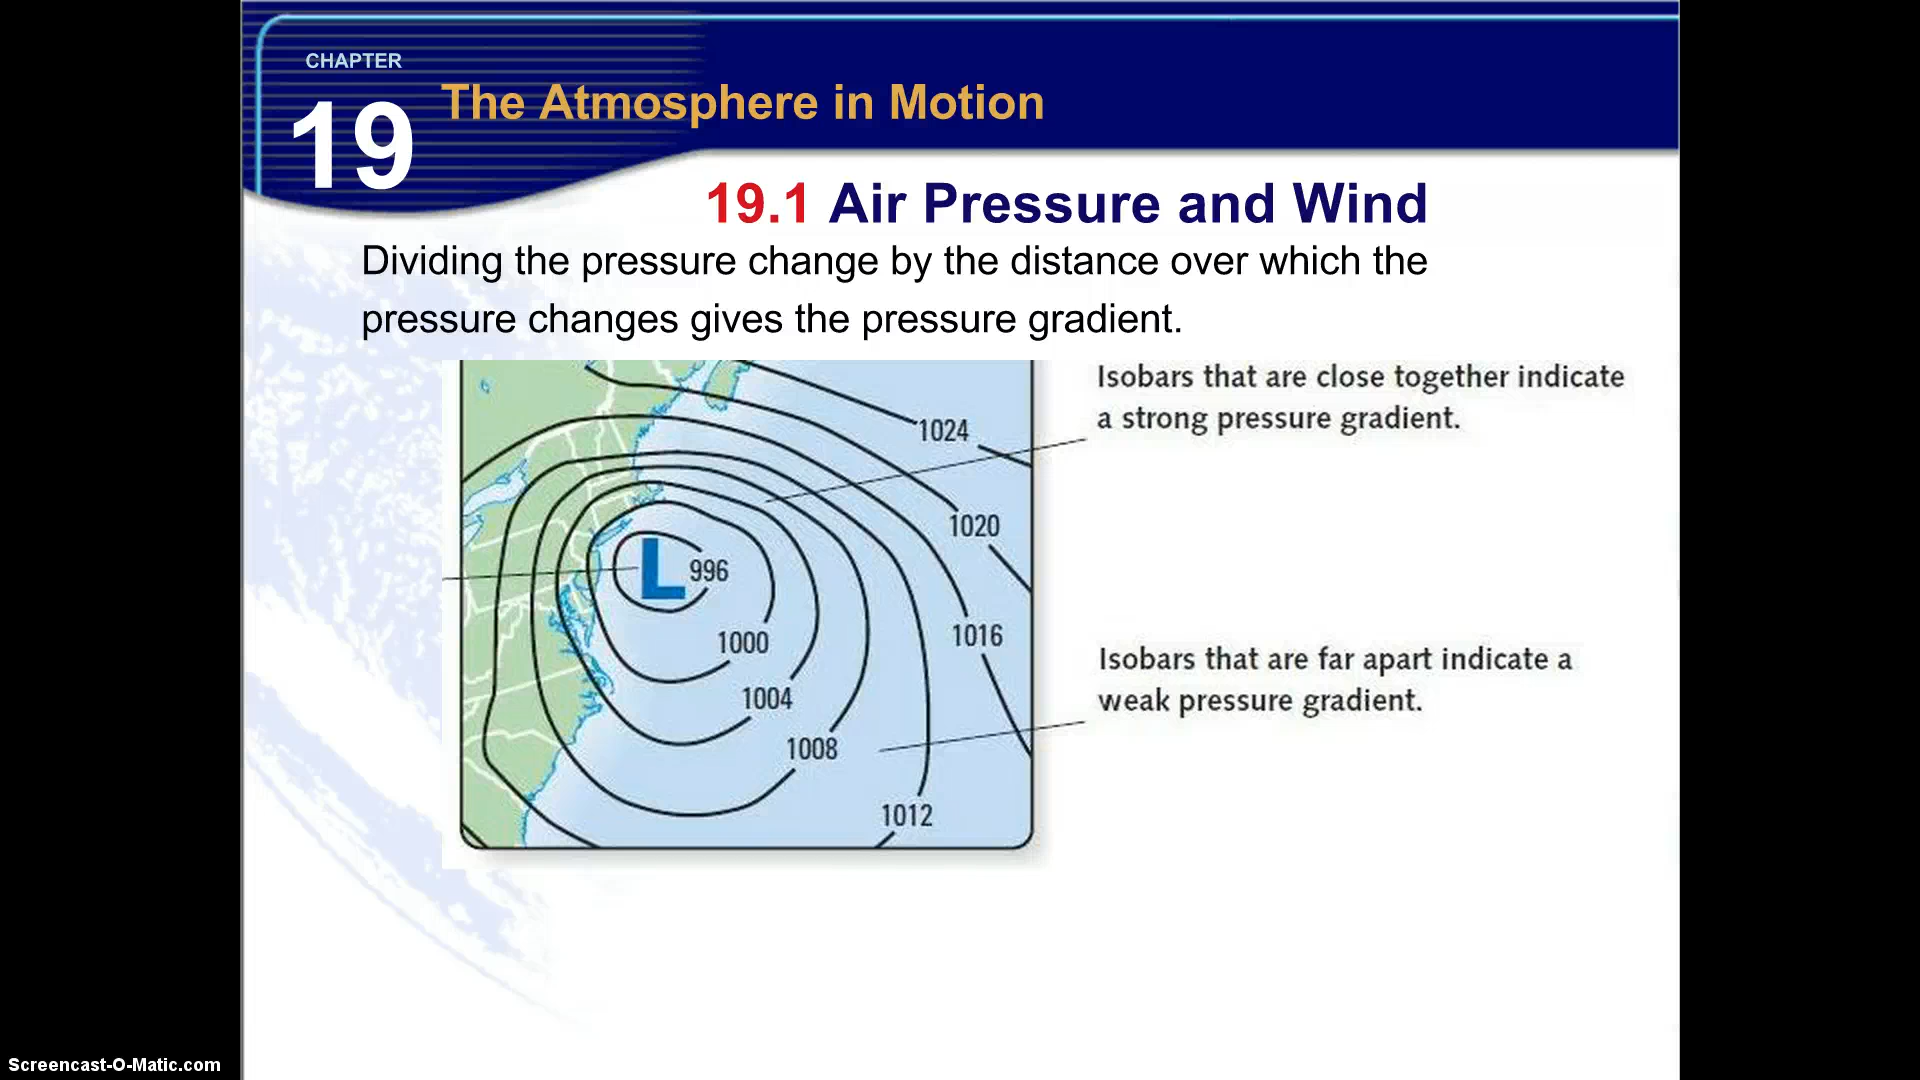 CHAPTER
19
The Atmosphere in Motion
19.1 Air Pressure and Wind
Dividing the pressure change by the distance over which the
pressure changes gives the pressure gradient.
Isobars that are close together indicate
a strong pressure gradient.
1024
1020
L 996
1016
1000
Isobars that are far apart indicate a
weak pressure gradient.
1004
1008
1012
Screencast-O-Matic.com